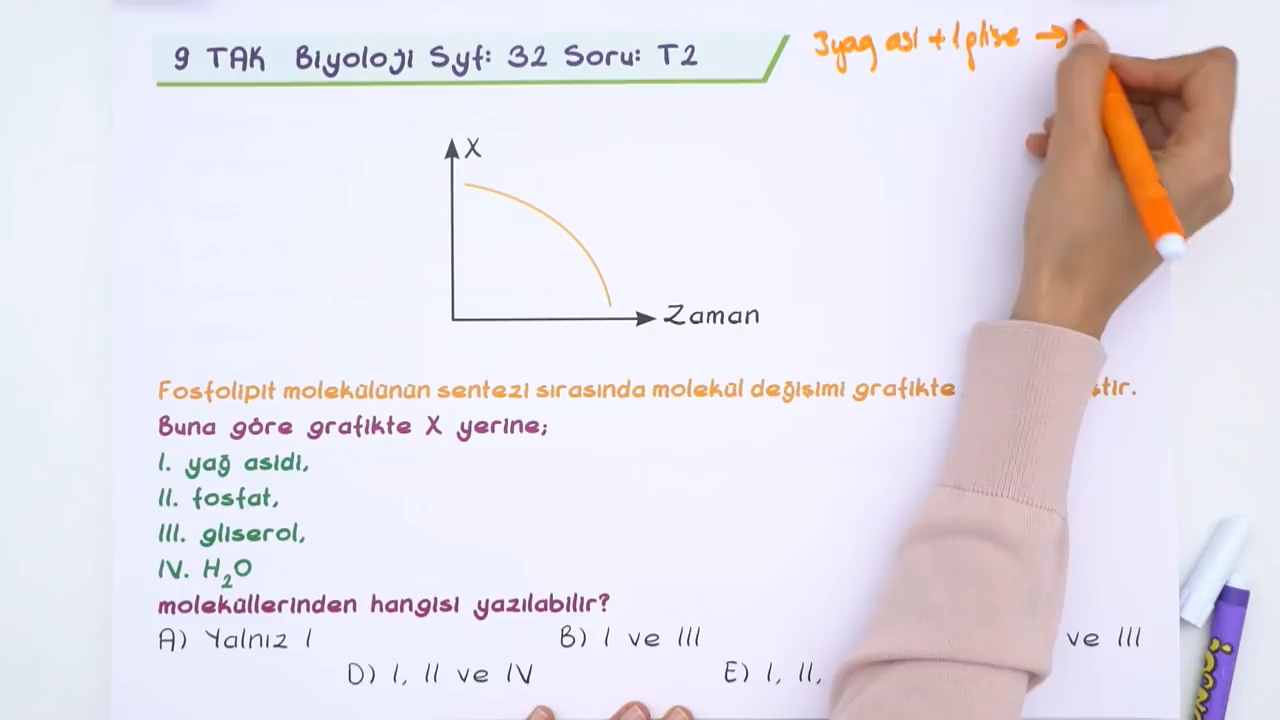 9 TAK Biyoloji Syf: 32 Soru: T2
3yağ asi + 1 →
X
Zaman
Fosfolipit molekülünün sentezi sırasında molekül değişimi grafikte
Buna göre grafikte X yerine;
I. yağ asidi,
II. fosfat,
III. gliserol,
IV. H₂O
moleküllerinden hangisi yazılabilir?
A) Yalnız I B) I ve III ve III
D) I, II ve IV E) I, II,